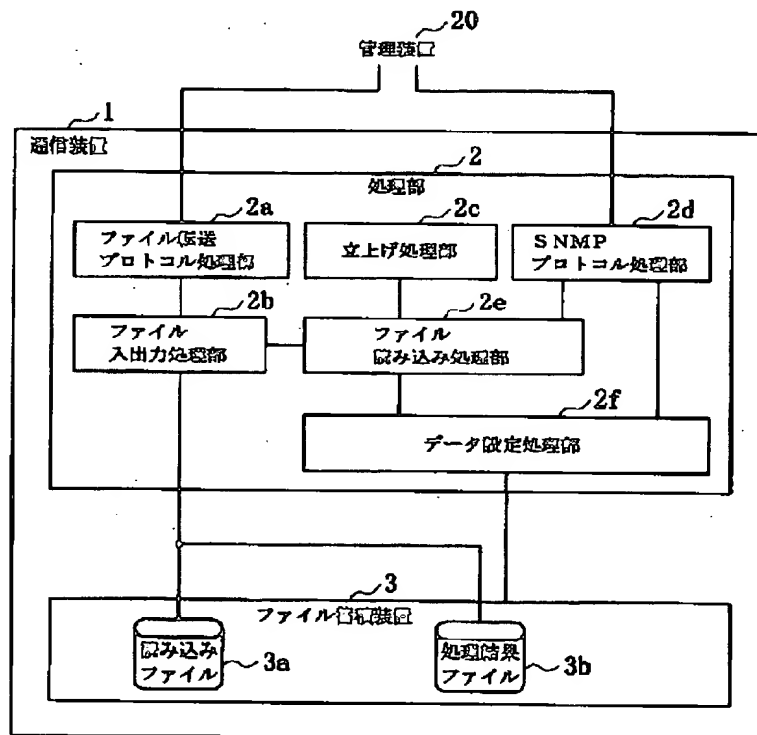 20
管理装置
1
通信装置
2
処理部
2a
ファイル転送
プロトコル処理部
2c
立上げ処理部
2d
SNMP
プロトコル処理部
2b
ファイル
入出力処理部
2e
ファイル
読み込み処理部
2f
データ設定処理部
3
ファイル蓄積装置
読み込み
ファイル
3a
処理結果
ファイル
3b